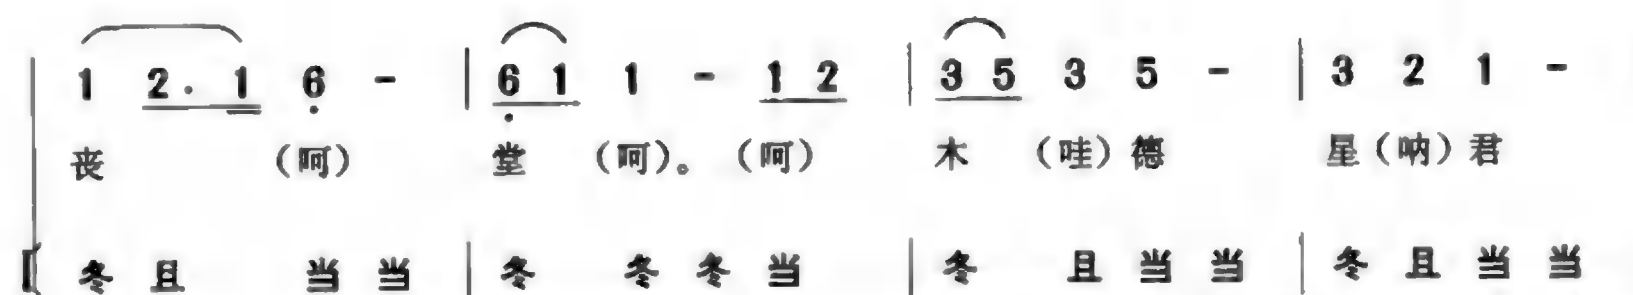 1 2·1 6 - | 6 1 1 - 1 2 | 3 5 3 5 - | 3 2 1 -
丧 (呵) 堂 (呵)。(呵) 木 (哇) 德 星 (呐) 君
冬 且 当 当 | 冬 冬 冬 当 | 冬 且 当 当 | 冬 且 当 当